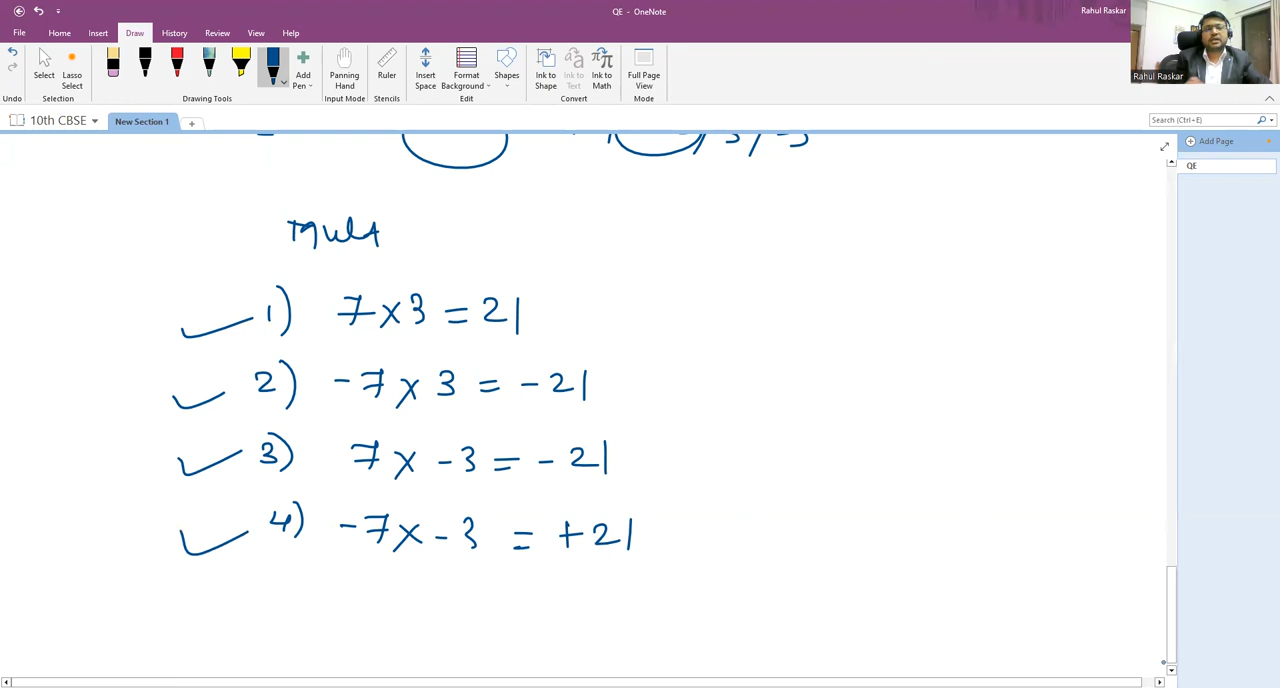 QE - OneNote
Rahul Raskar
File Home Insert Draw History Review View Help
Select Lasso Select Add Pen Panning Hand Ruler Insert Space Format Background Shapes Ink to Shape Ink to Text Ink to Math Full Page View
Undo Selection Drawing Tools Input Mode Stencils Edit Convert Mode
Rahul Raskar
10th CBSE New Section 1
Search (Ctrl+E)
Add Page
QE
Mult
1) 7 x 3 = 21
2) -7 x 3 = -21
3) 7 x -3 = -21
4) -7 x -3 = +21